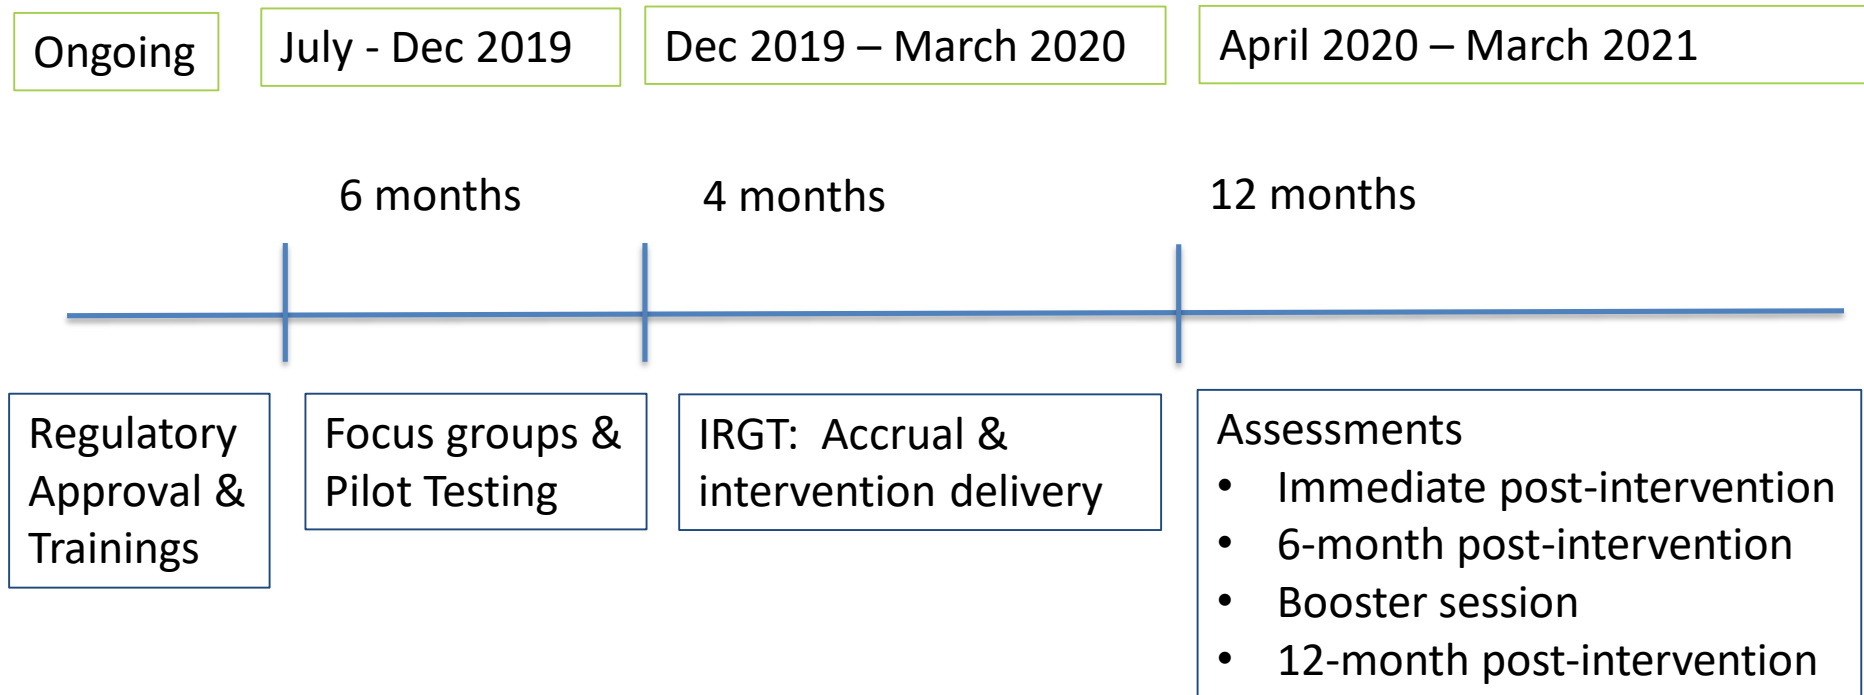 Ongoing
July - Dec 2019
Dec 2019 – March 2020
April 2020 – March 2021
6 months
4 months
12 months
Regulatory
Approval &
Trainings
Focus groups &
Pilot Testing
IRGT:  Accrual &
intervention delivery
Assessments
• Immediate post-intervention
• 6-month post-intervention
• Booster session
• 12-month post-intervention